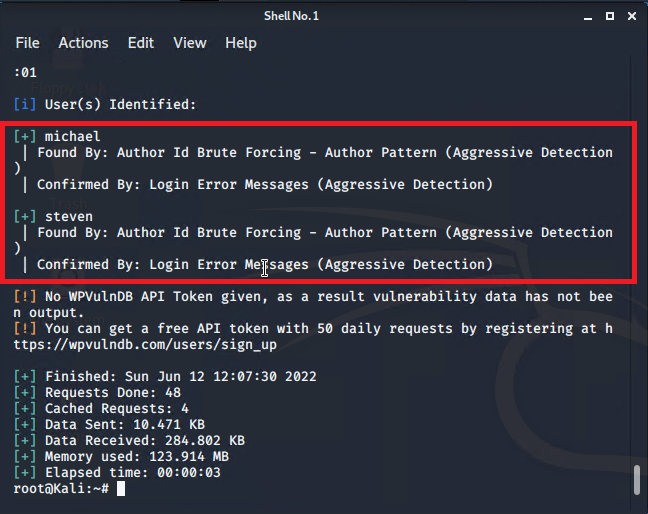 Shell No.1
File Actions Edit View Help
:01
[i] User(s) Identified:
[+] michael
| Found By: Author Id Brute Forcing - Author Pattern (Aggressive Detection
)
| Confirmed By: Login Error Messages (Aggressive Detection)
[+] steven
| Found By: Author Id Brute Forcing - Author Pattern (Aggressive Detection
)
| Confirmed By: Login Error Messages (Aggressive Detection)
[!] No WPVulnDB API Token given, as a result vulnerability data has not bee
n output.
[!] You can get a free API token with 50 daily requests by registering at h
ttps://wpvulndb.com/users/sign_up
[+] Finished: Sun Jun 12 12:07:30 2022
[+] Requests Done: 48
[+] Cached Requests: 4
[+] Data Sent: 10.471 KB
[+] Data Received: 284.802 KB
[+] Memory used: 123.914 MB
[+] Elapsed time: 00:00:03
root@Kali:~#